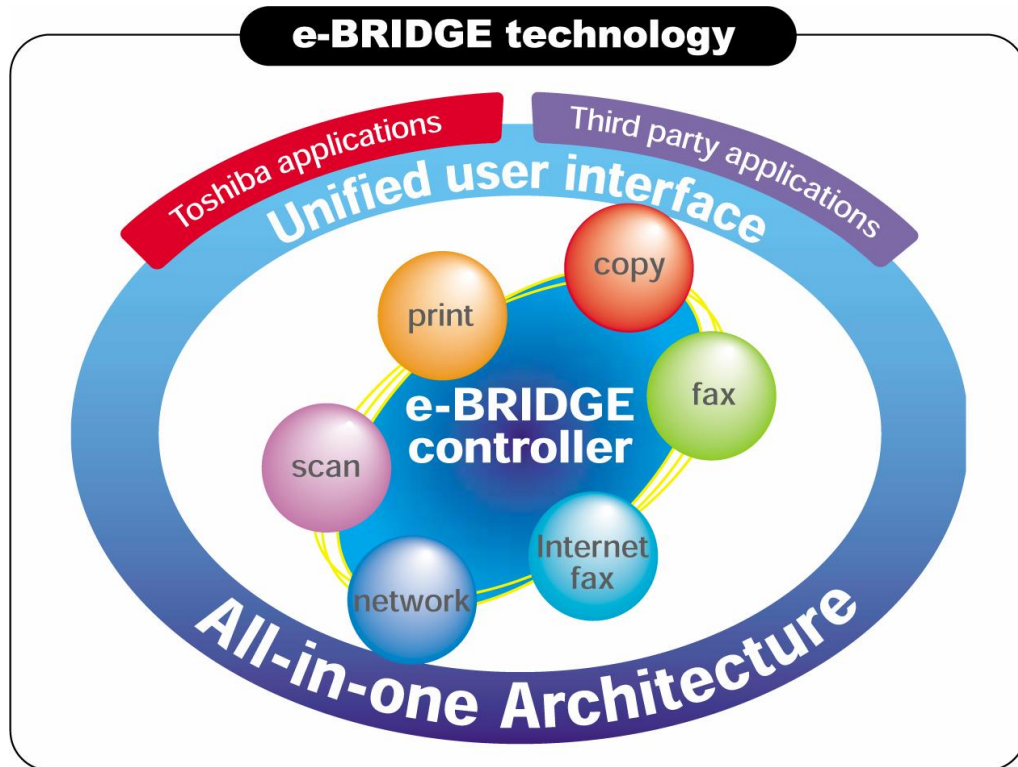 e-BRIDGE technology
Toshiba applications
Third party applications
Unified user interface
copy
print
fax
e-BRIDGE
controller
scan
Internet
fax
network
All-in-one Architecture